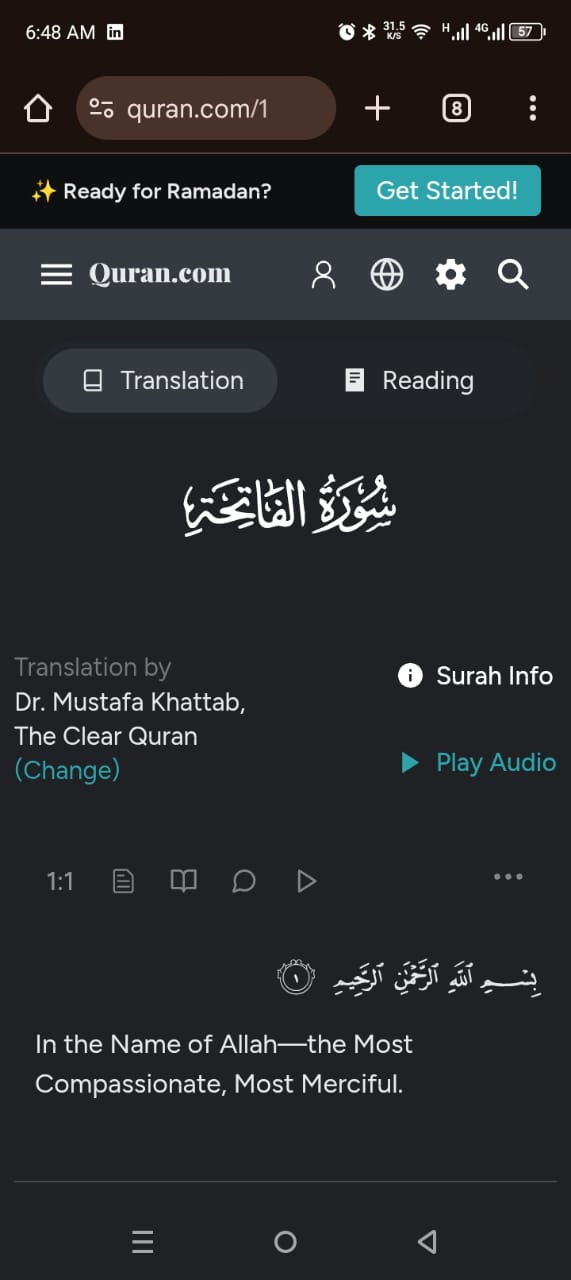 6:48 AM in 31.5 K/S H 4G 57
quran.com/1 8
✨ Ready for Ramadan? Get Started!
Quran.com
Translation Reading
سُورَةُ الفَاتِحَةِ
Translation by
Dr. Mustafa Khattab,
The Clear Quran
(Change)
Surah Info
Play Audio
1:1
بِسْمِ ٱللَّهِ ٱلرَّحْمَـٰنِ ٱلرَّحِيمِ ١
In the Name of Allah—the Most
Compassionate, Most Merciful.